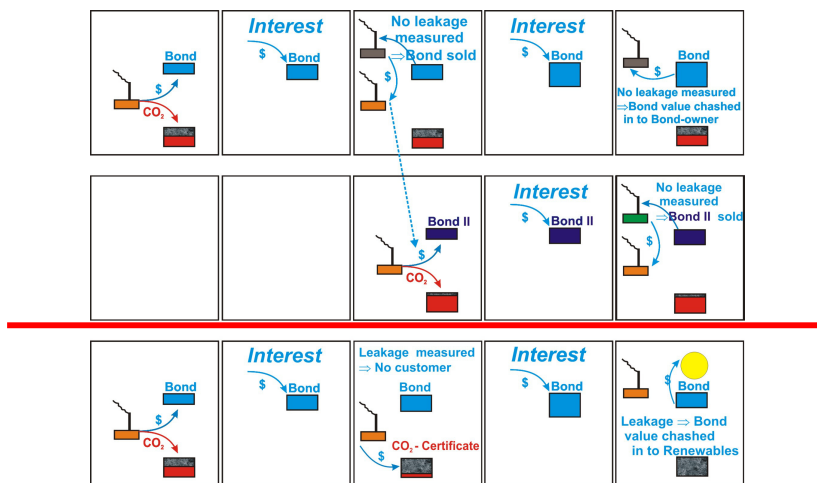 Bond
$
CO2
Interest
$
Bond
No leakage
measured
⇒Bond sold
$
Interest
$
Bond
Bond
$
No leakage measured
⇒Bond value chashed
in to Bond-owner
Bond II
$
CO2
Interest
$
Bond II
No leakage
measured
⇒Bond II sold
$
Bond
$
CO2
Interest
$
Bond
Leakage measured
⇒ No customer
Bond
CO2 - Certificate
$
Interest
$
Bond
$
Bond
Leakage ⇒ Bond
value chashed
in to Renewables